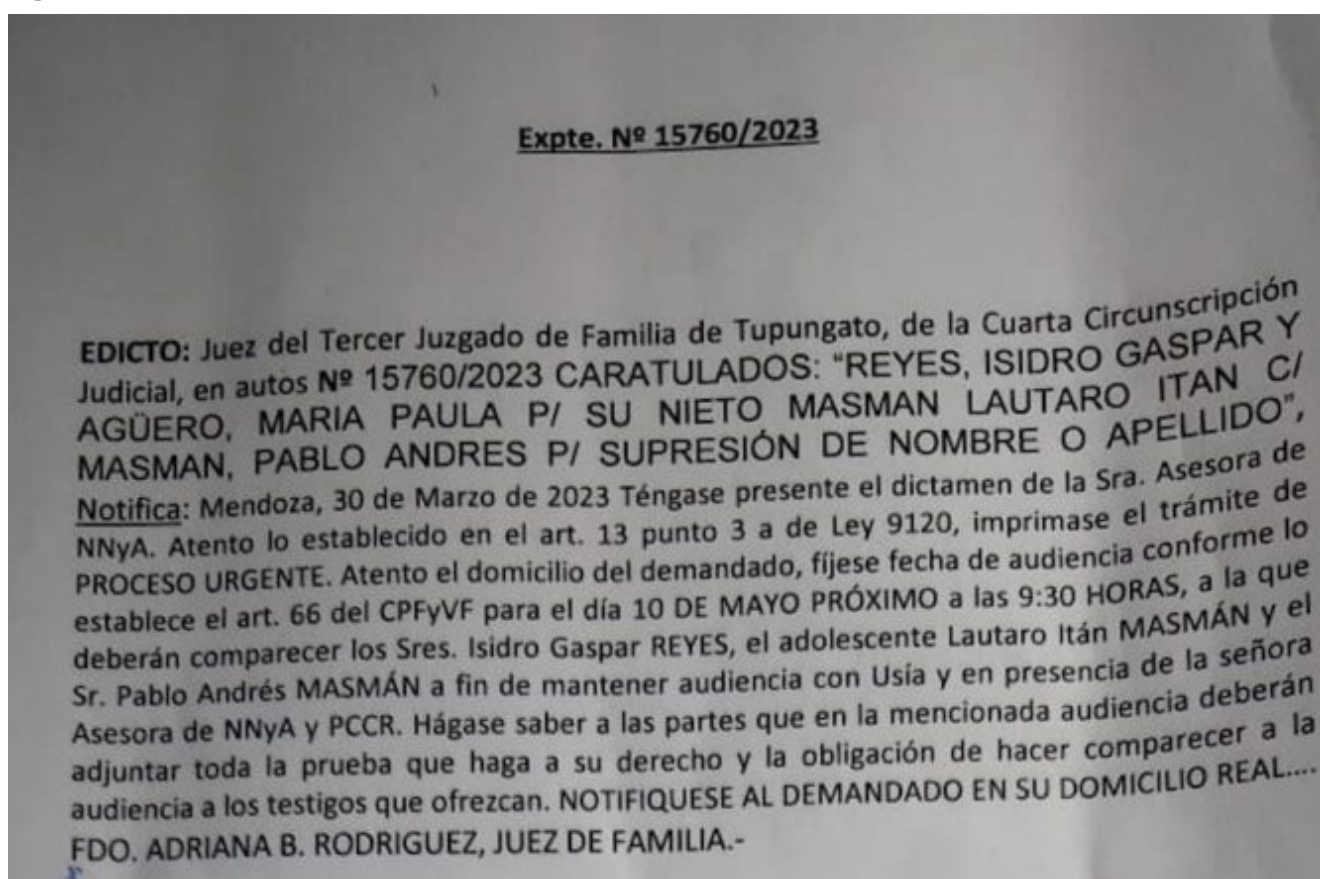 Expte. Nº 15760/2023
EDICTO: Juez del Tercer Juzgado de Familia de Tupungato, de la Cuarta Circunscripción
Judicial, en autos Nº 15760/2023 CARATULADOS: “REYES, ISIDRO GASPAR Y
AGÜERO, MARIA PAULA P/ SU NIETO MASMAN LAUTARO ITAN C/
MASMAN, PABLO ANDRES P/ SUPRESIÓN DE NOMBRE O APELLIDO”,
Notifica: Mendoza, 30 de Marzo de 2023 Téngase presente el dictamen de la Sra. Asesora de
NNyA. Atento lo establecido en el art. 13 punto 3 a de Ley 9120, imprimase el trámite de
PROCESO URGENTE. Atento el domicilio del demandado, fíjese fecha de audiencia conforme lo
establece el art. 66 del CPFyVF para el día 10 DE MAYO PRÓXIMO a las 9:30 HORAS, a la que
deberán comparecer los Sres. Isidro Gaspar REYES, el adolescente Lautaro Itán MASMÁN y el
Sr. Pablo Andrés MASMÁN a fin de mantener audiencia con Usía y en presencia de la señora
Asesora de NNyA y PCCR. Hágase saber a las partes que en la mencionada audiencia deberán
adjuntar toda la prueba que haga a su derecho y la obligación de hacer comparecer a la
audiencia a los testigos que ofrezcan. NOTIFIQUESE AL DEMANDADO EN SU DOMICILIO REAL....
FDO. ADRIANA B. RODRIGUEZ, JUEZ DE FAMILIA.-